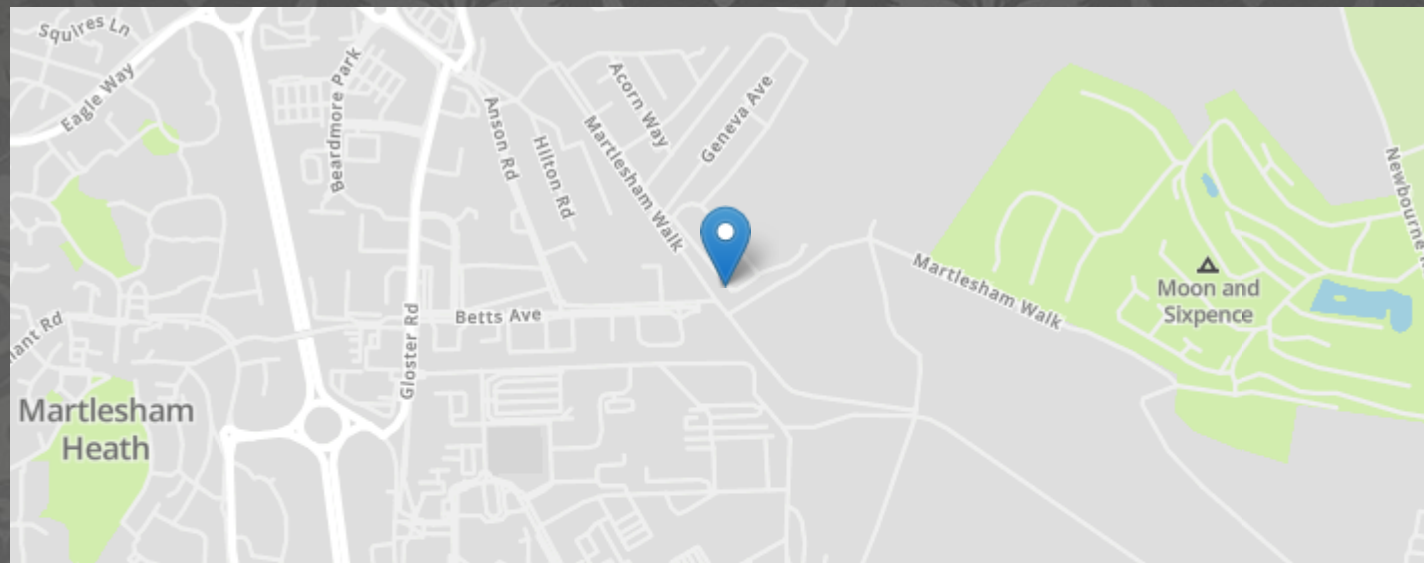 Squires Ln
Eagle Way
Beardmore Park
Anson Rd
Hilton Rd
Acorn Way
Martlesham Walk
Geneva Ave
Newbourne
Martlesham Walk
Moon and
Sixpence
Betts Ave
Gloster Rd
Rd
Martlesham
Heath